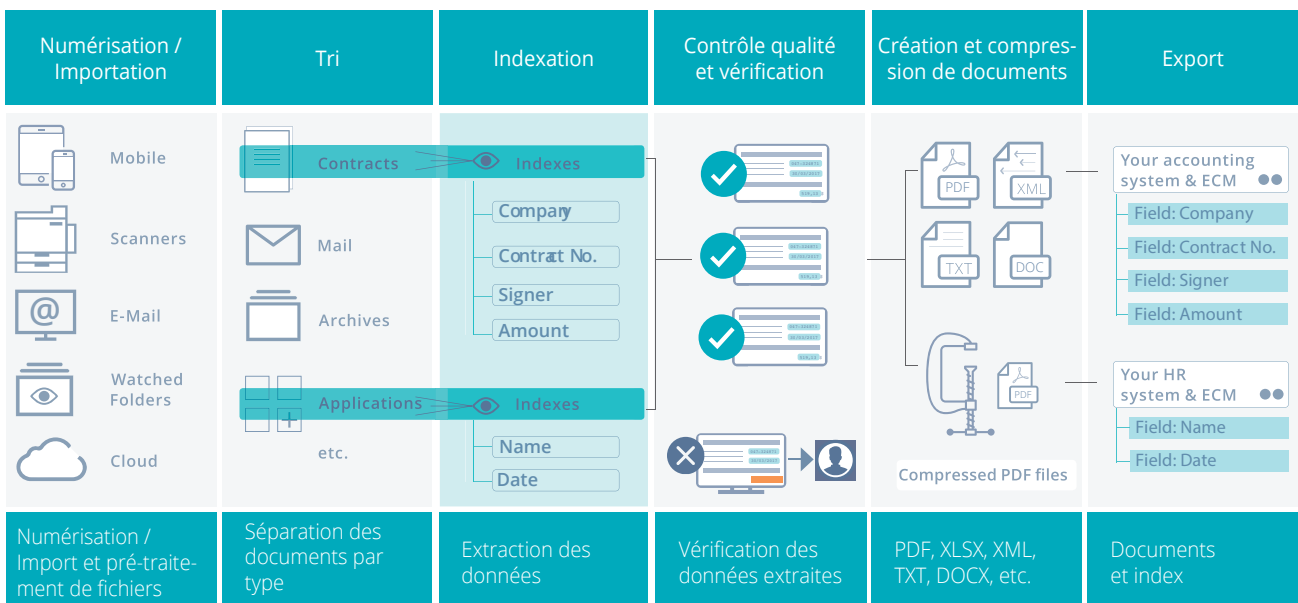 Numérisation /
Importation
Tri
Indexation
Contrôle qualité
et vérification
Création et compres-
sion de documents
Export
Mobile
Scanners
@
E-Mail
Watched
Folders
Cloud
Contracts
Mail
Archives
Applications
etc.
Indexes
Company
Contract No.
Signer
Amount
Indexes
Name
Date
PDF
XML
TXT
DOC
PDF
Compressed PDF files
Your accounting
system & ECM
Field: Company
Field: Contract No.
Field: Signer
Field: Amount
Your HR
system & ECM
Field: Name
Field: Date
Numérisation /
Import et pré-traite-
ment de fichiers
Séparation des
documents par
type
Extraction des
données
Vérification des
données extraites
PDF, XLSX, XML,
TXT, DOCX, etc.
Documents
et index